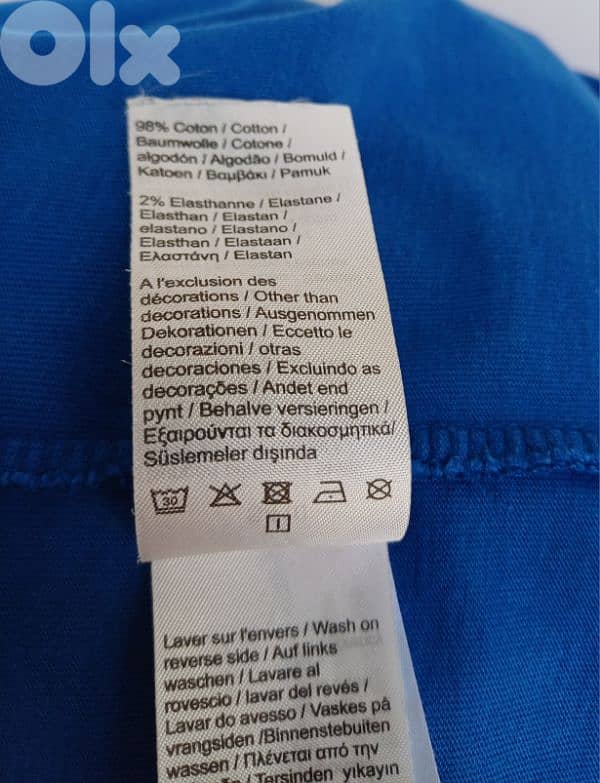 Olx
98% Coton / Cotton /
Baumwolle / Cotone /
algodón / Algodão / Bomuld /
Katoen / Βαμβάκι / Pamuk
2% Elasthanne / Elastane /
Elasthan / Elastan /
elastano / Elastano /
Elasthan / Elastaan /
Ελαστάνη / Elastan
A l'exclusion des
décorations / Other than
decorations / Ausgenommen
Dekorationen / Eccetto le
decorazioni / otras
decoraciones / Excluindo as
decorações / Andet end
pynt / Behalve versieringen /
Εξαιρούνται τα διακοσμητικά/
Süslemeler dışında
30
Laver sur l'envers / Wash on
reverse side / Auf links
waschen / Lavare al
rovescio / lavar del revés /
Lavar do avesso / Vaskes på
vrangsiden /Binnenstebuiten
wassen / Πλένεται από την
/ Tersinden yıkayın